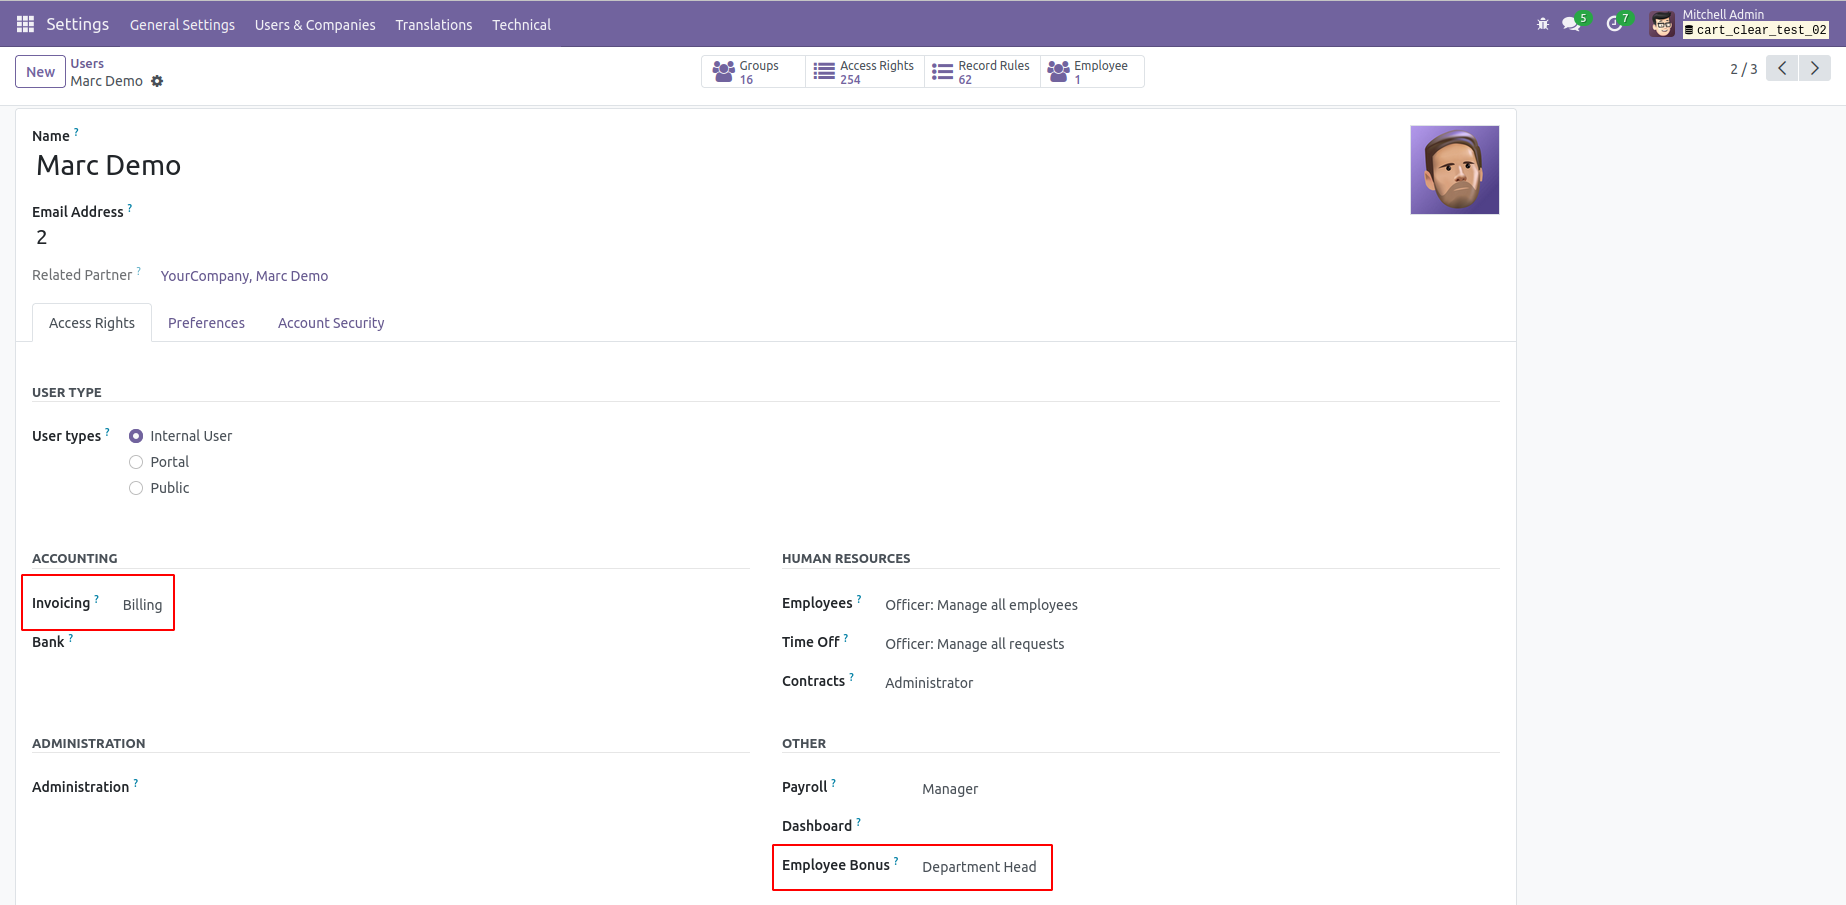 Settings General Settings Users & Companies Translations Technical 5 7 Mitchell Admin
cart_clear_test_02
New Users
Marc Demo
Groups
16
Access Rights
254
Record Rules
62
Employee
1
2 / 3
Name ?
Marc Demo
Email Address ?
2
Related Partner ? YourCompany, Marc Demo
Access Rights Preferences Account Security
USER TYPE
User types ? Internal User
Portal
Public
ACCOUNTING
Invoicing ? Billing
Bank ?
HUMAN RESOURCES
Employees ? Officer: Manage all employees
Time Off ? Officer: Manage all requests
Contracts ? Administrator
ADMINISTRATION
Administration ?
OTHER
Payroll ? Manager
Dashboard ?
Employee Bonus ? Department Head